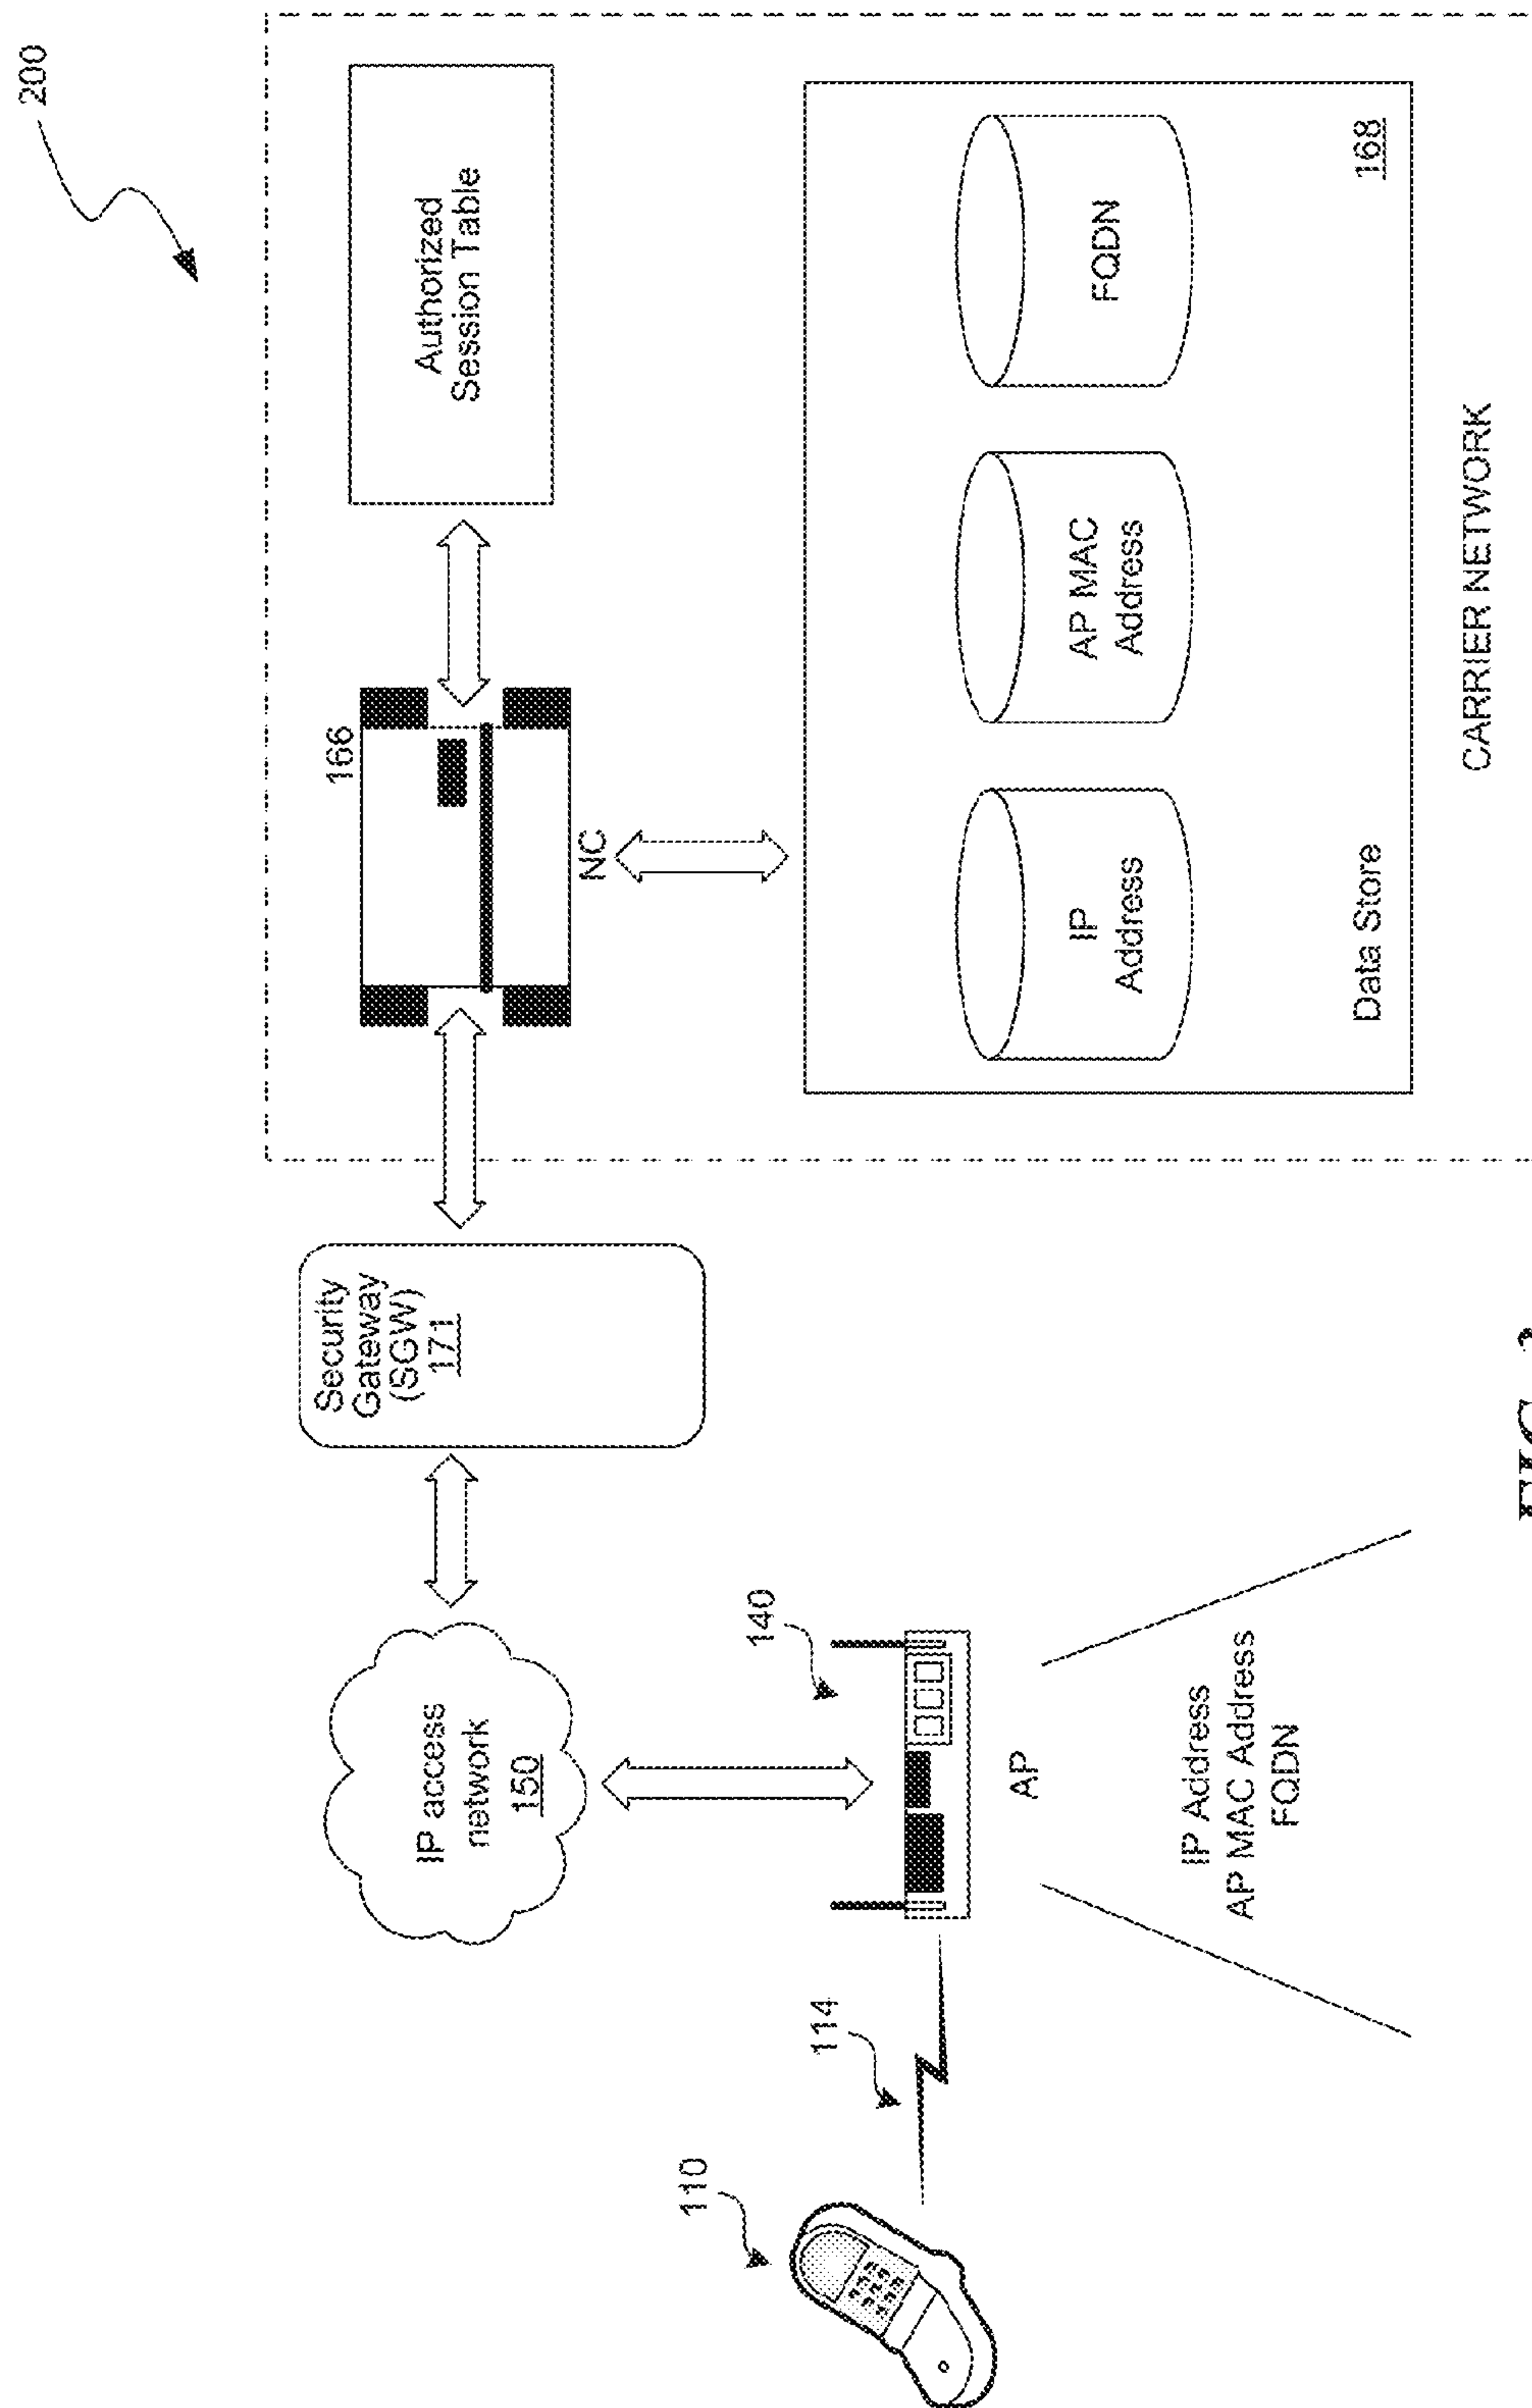 200
Authorized
Session Table
166
NC
IP
Address
AP MAC
Address
FQDN
Data Store
168
CARRIER NETWORK
Security
Gateway
(SGW)
171
IP access
network
150
140
AP
IP Address
AP MAC Address
FQDN
114
110